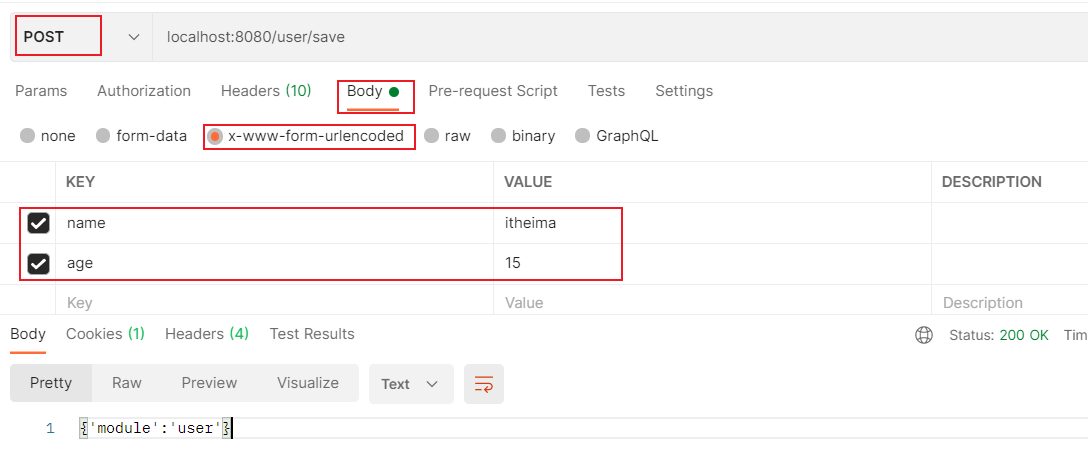 POST localhost:8080/user/save
Params Authorization Headers (10) Body Pre-request Script Tests Settings
none form-data x-www-form-urlencoded raw binary GraphQL
KEY VALUE DESCRIPTION
name itheima
age 15
Key Value Description
Body Cookies (1) Headers (4) Test Results Status: 200 OK Tim
Pretty Raw Preview Visualize Text
1 {'module':'user'}